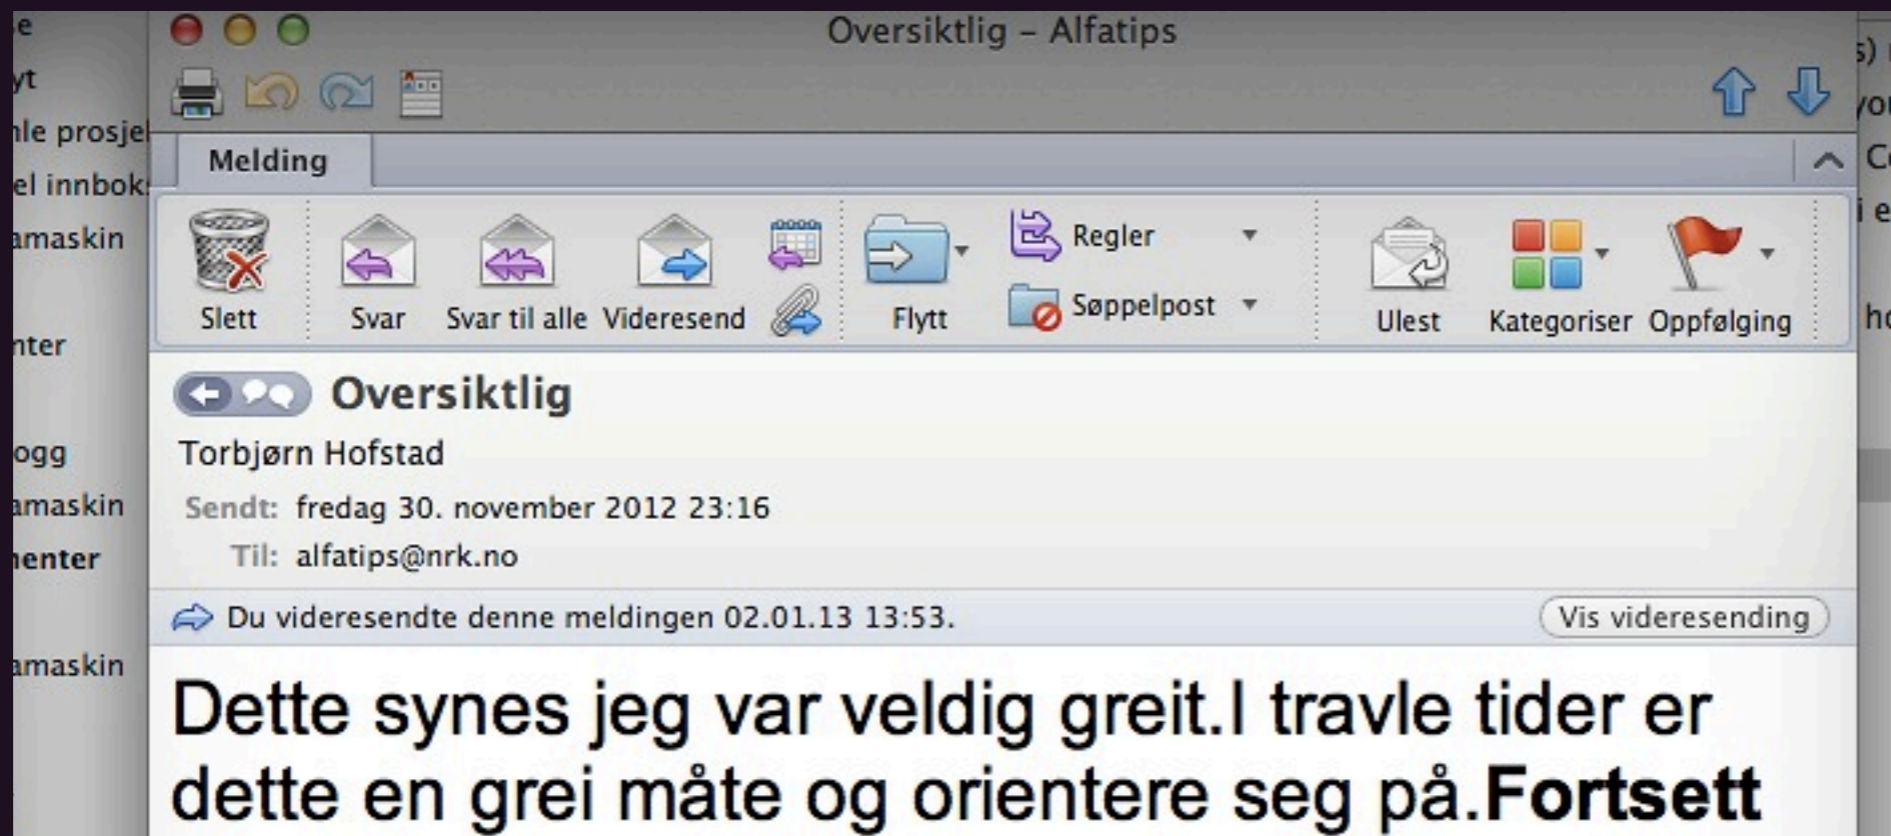 Oversiktlig – Alfatips
Melding
Slett
Svar
Svar til alle
Videresend
Flytt
Regler
Søppelpost
Ulest
Kategoriser
Oppfølging
Oversiktlig
Torbjørn Hofstad
Sendt: fredag 30. november 2012 23:16
Til: alfatips@nrk.no
Du videresendte denne meldingen 02.01.13 13:53.
Vis videresending
Dette synes jeg var veldig greit.I travle tider er
dette en grei måte og orientere seg på.Fortsett